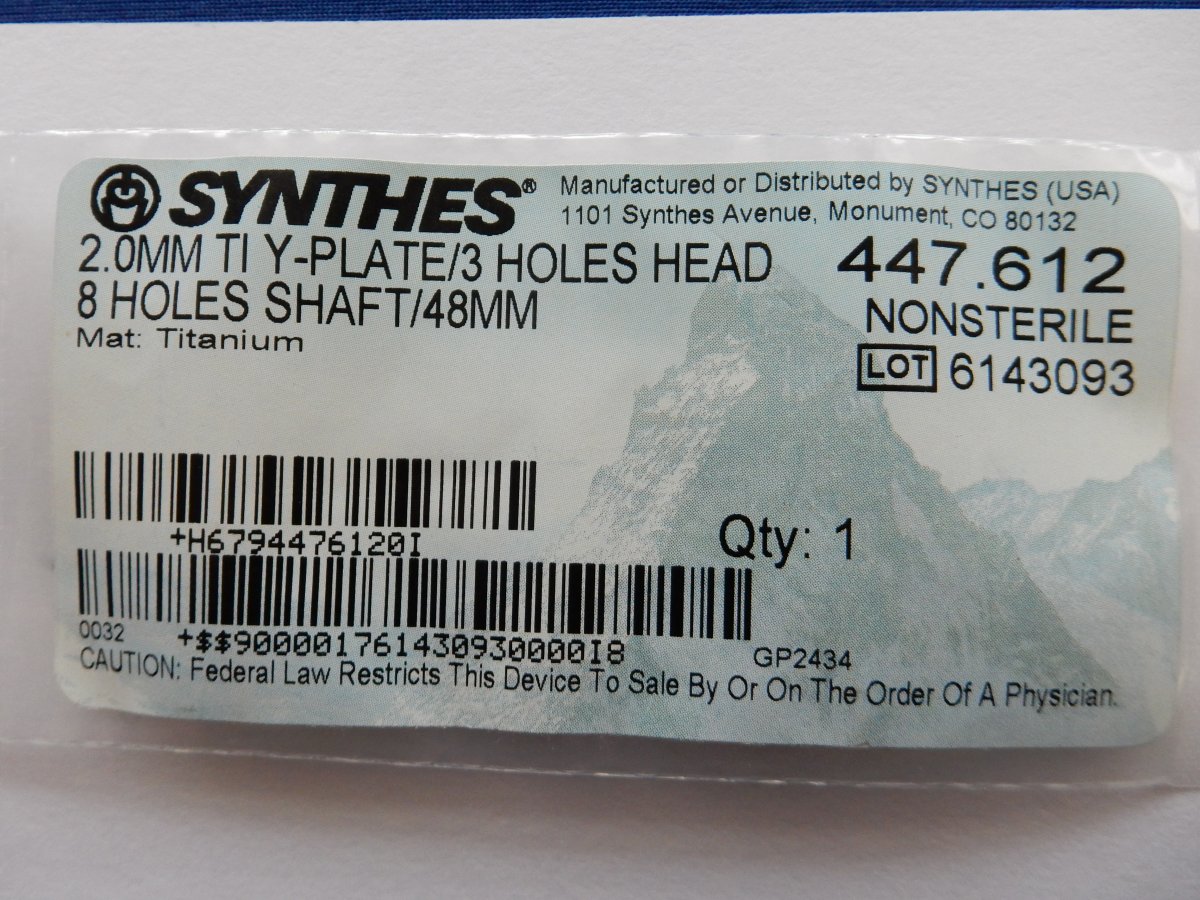 SYNTHES®
Manufactured or Distributed by SYNTHES (USA)
1101 Synthes Avenue, Monument, CO 80132
2.0MM TI Y-PLATE/3 HOLES HEAD
8 HOLES SHAFT/48MM
Mat: Titanium
447.612
NONSTERILE
LOT 6143093
+H6794476120I
Qty: 1
0032
+$$90000176143093000​0I8
GP2434
CAUTION: Federal Law Restricts This Device To Sale By Or On The Order Of A Physician.